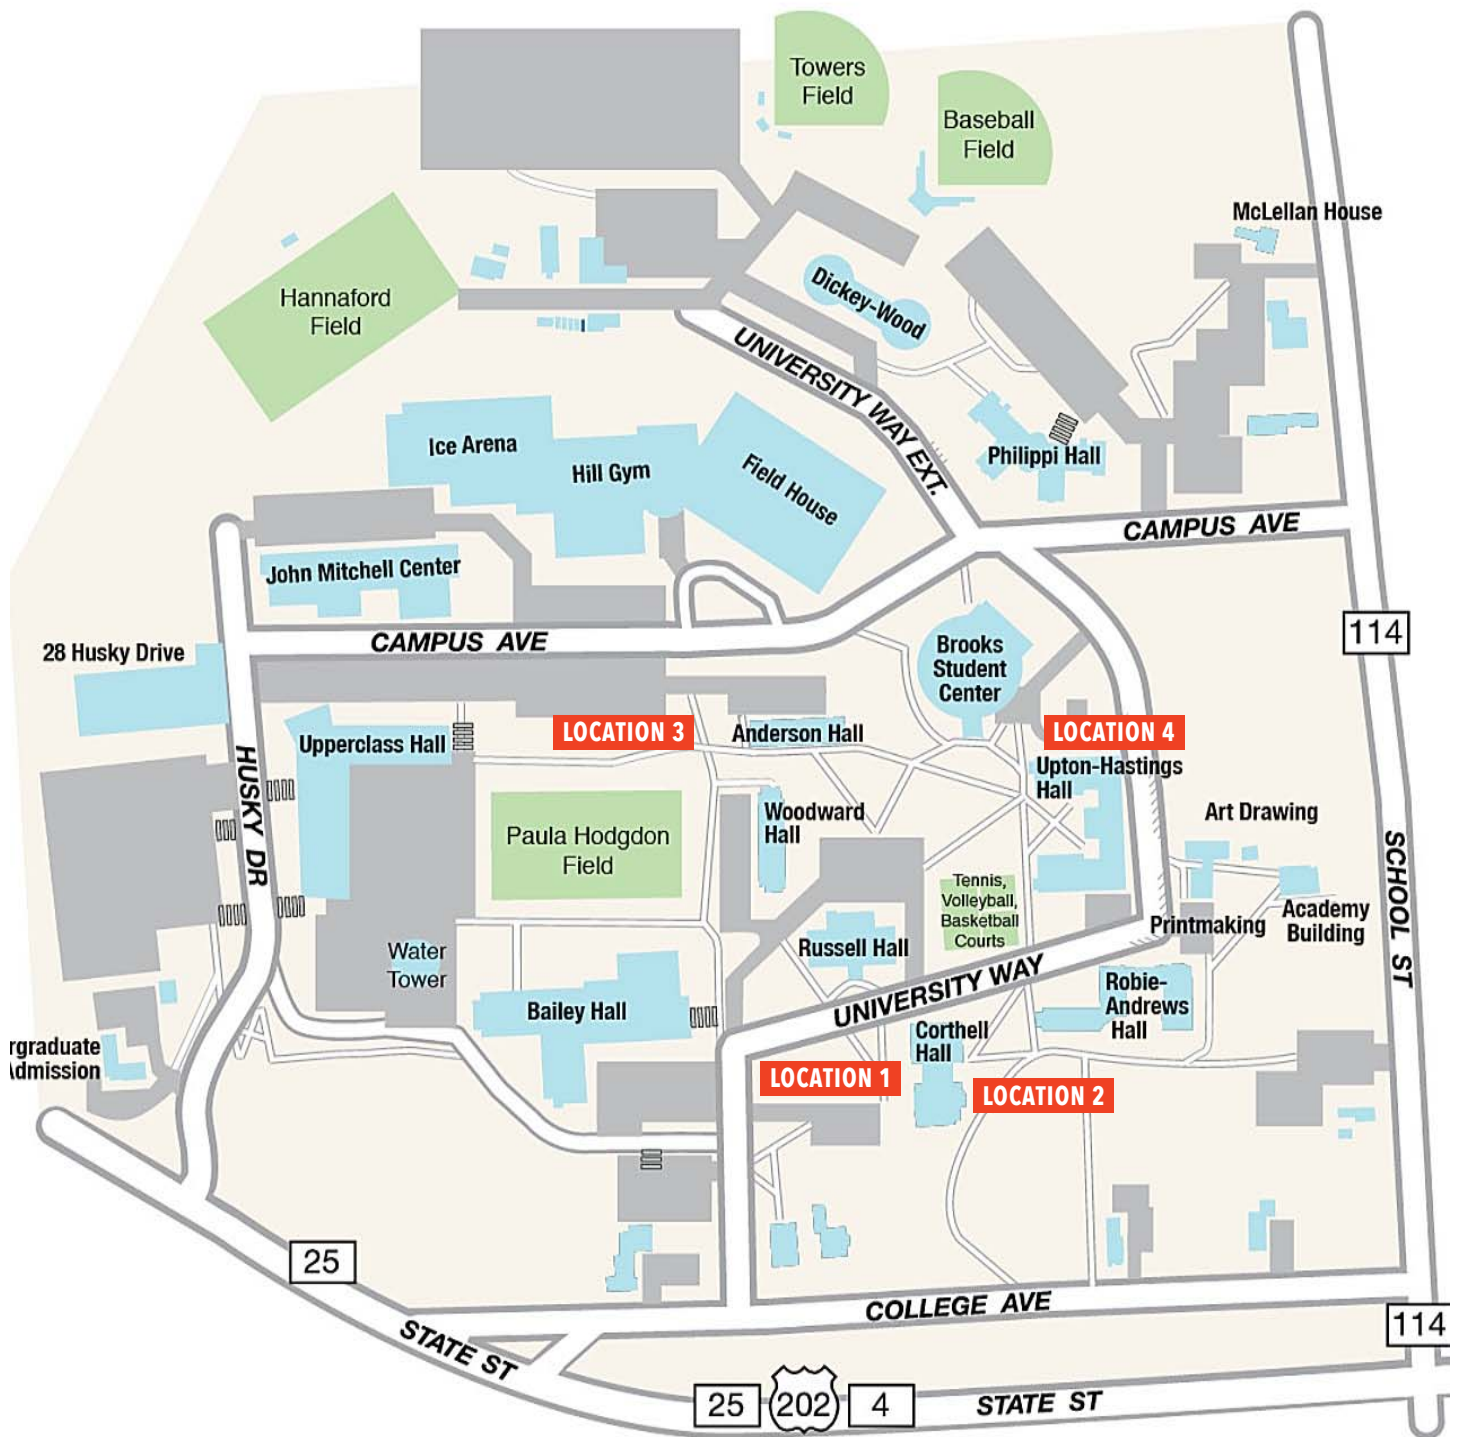 Towers
Field
Baseball
Field
McLellan House
Hannaford
Field
Dickey-Wood
UNIVERSITY WAY EXT.
Ice Arena
Hill Gym
Field House
Philippi Hall
CAMPUS AVE
John Mitchell Center
CAMPUS AVE
114
28 Husky Drive
Brooks
Student
Center
LOCATION 3
Anderson Hall
LOCATION 4
Upperclass Hall
Upton-Hastings
Hall
HUSKY DR
Woodward
Hall
Art Drawing
Paula Hodgdon
Field
SCHOOL ST
Tennis,
Volleyball,
Basketball
Courts
Academy
Building
Printmaking
Water
Tower
Russell Hall
UNIVERSITY WAY
Robie-
Andrews
Hall
Bailey Hall
Corthell
Hall
rgraduate
Admission
LOCATION 1
LOCATION 2
25
COLLEGE AVE
114
STATE ST
25
202
4
STATE ST